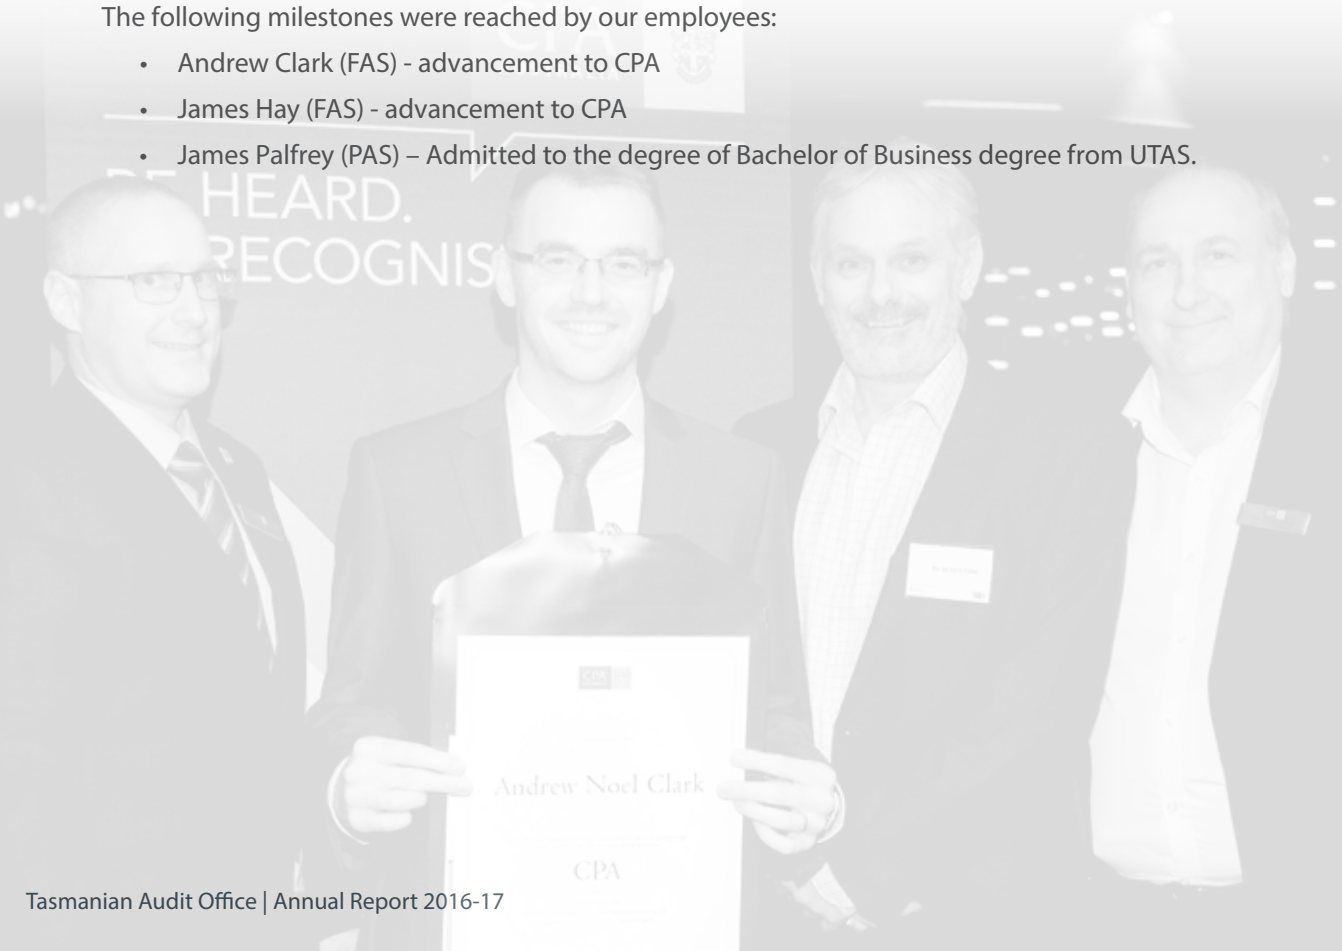 The following milestones were reached by our employees:
CPA
• Andrew Clark (FAS) - advancement to CPA
• James Hay (FAS) - advancement to CPA
• James Palfrey (PAS) – Admitted to the degree of Bachelor of Business degree from UTAS.
HEARD.
RECOGNIS
CPA
Andrew Noel Clark
CPA
Tasmanian Audit Office | Annual Report 2016-17